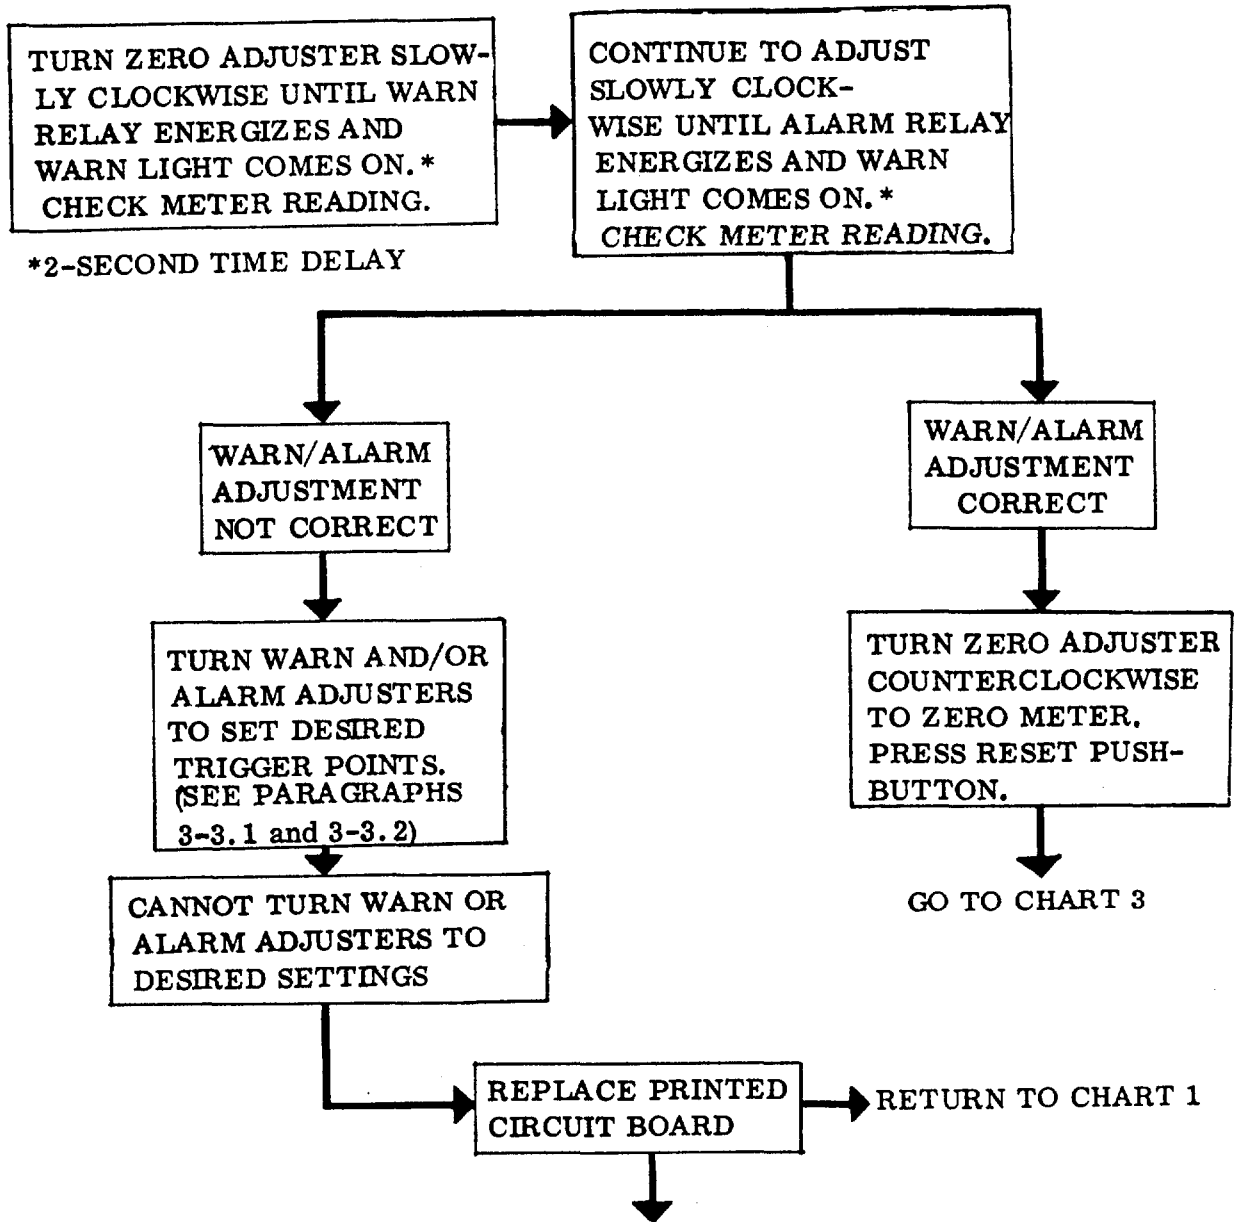 TURN ZERO ADJUSTER SLOW-
LY CLOCKWISE UNTIL WARN
RELAY ENERGIZES AND
WARN LIGHT COMES ON.*
CHECK METER READING.
*2-SECOND TIME DELAY
CONTINUE TO ADJUST
SLOWLY CLOCK-
WISE UNTIL ALARM RELAY
ENERGIZES AND WARN
LIGHT COMES ON.*
CHECK METER READING.
WARN/ALARM
ADJUSTMENT
NOT CORRECT
WARN/ALARM
ADJUSTMENT
CORRECT
TURN WARN AND/OR
ALARM ADJUSTERS
TO SET DESIRED
TRIGGER POINTS.
(SEE PARAGRAPHS
3-3.1 and 3-3.2)
TURN ZERO ADJUSTER
COUNTERCLOCKWISE
TO ZERO METER.
PRESS RESET PUSH-
BUTTON.
CANNOT TURN WARN OR
ALARM ADJUSTERS TO
DESIRED SETTINGS
GO TO CHART 3
REPLACE PRINTED
CIRCUIT BOARD
RETURN TO CHART 1